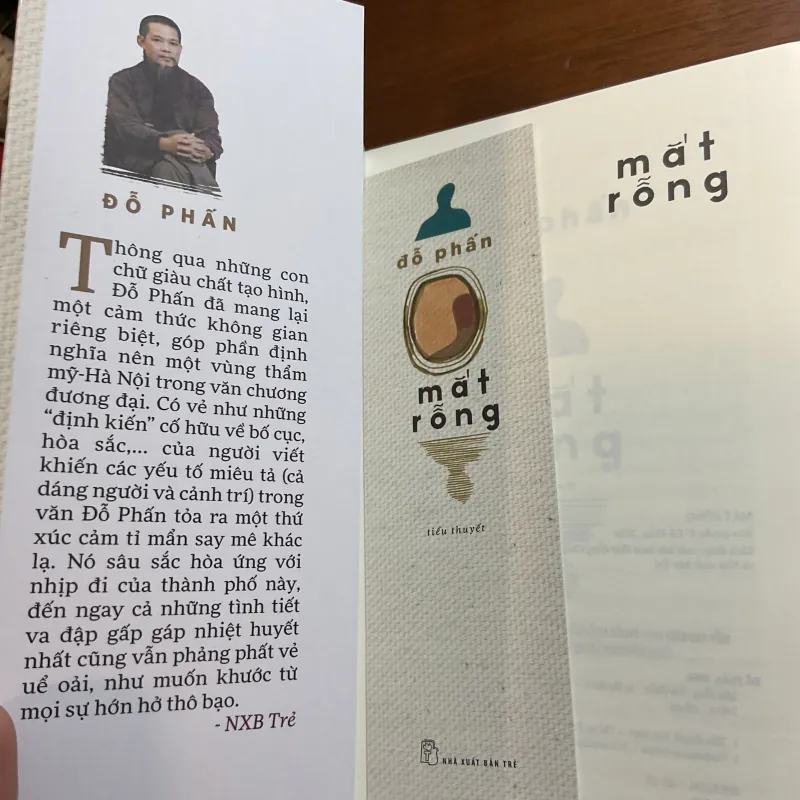 ĐỖ PHẤN
Thông qua những con
chữ giàu chất tạo hình,
Đỗ Phấn đã mang lại
một cảm thức không gian
riêng biệt, góp phần định
nghĩa nên một vùng thẩm
mỹ-Hà Nội trong văn chương
đương đại. Có vẻ như những
“định kiến” cố hữu về bố cục,
hòa sắc,... của người viết
khiến các yếu tố miêu tả (cả
dáng người và cảnh trí) trong
văn Đỗ Phấn tỏa ra một thứ
xúc cảm tỉ mẩn say mê khác
lạ. Nó sâu sắc hòa ứng với
nhịp đi của thành phố này,
đến ngay cả những tình tiết
va đập gấp gáp nhiệt huyết
nhất cũng vẫn phảng phất vẻ
uể oải, như muốn khước từ
mọi sự hớn hở thô bạo.
- NXB Trẻ
đỗ phấn
mắt
rỗng
tiểu thuyết
NHÀ XUẤT BẢN TRẺ
mắt
rỗng